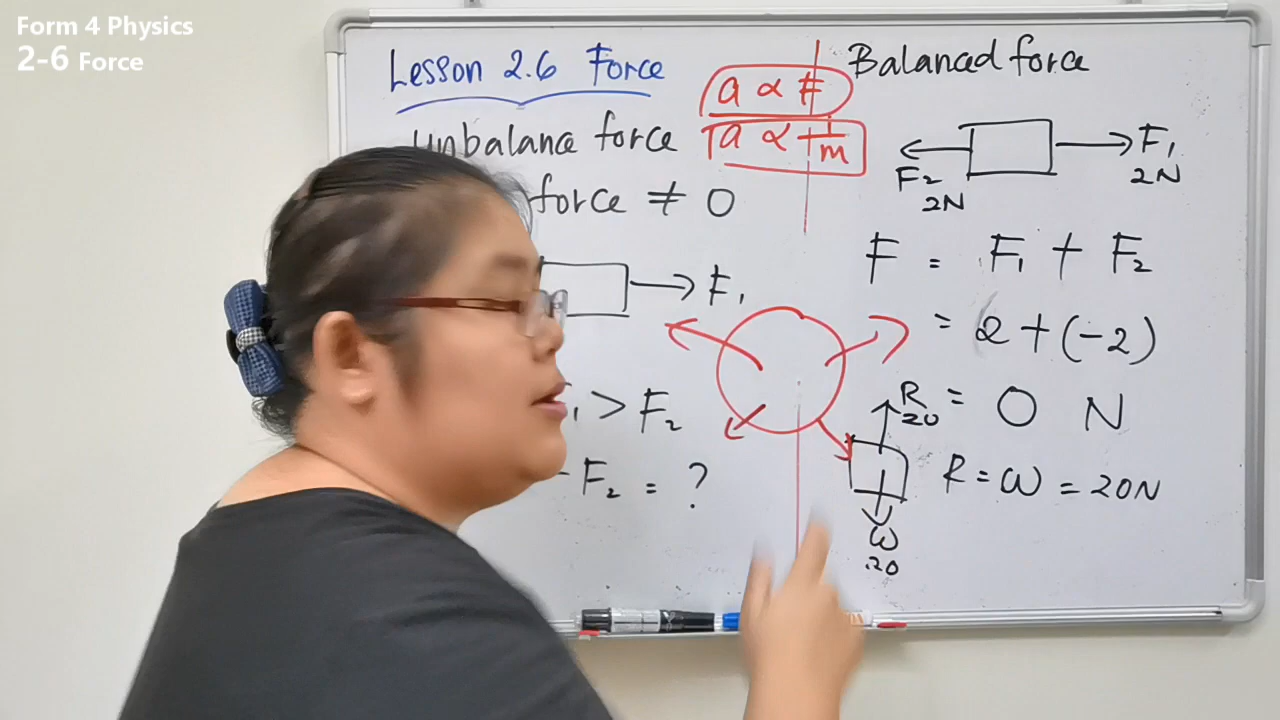 Form 4 Physics
2-6 Force
Lesson 2.6 Force
a ∝ F
Unbalance force
a ∝ 1/m
force ≠ 0
F₁
> F₂
- F₂ = ?
Balanced force
F₂
2N
F₁
2N
F = F₁ + F₂
= 2 + (-2)
= 0 N
R
20
R = W = 20N
W
20